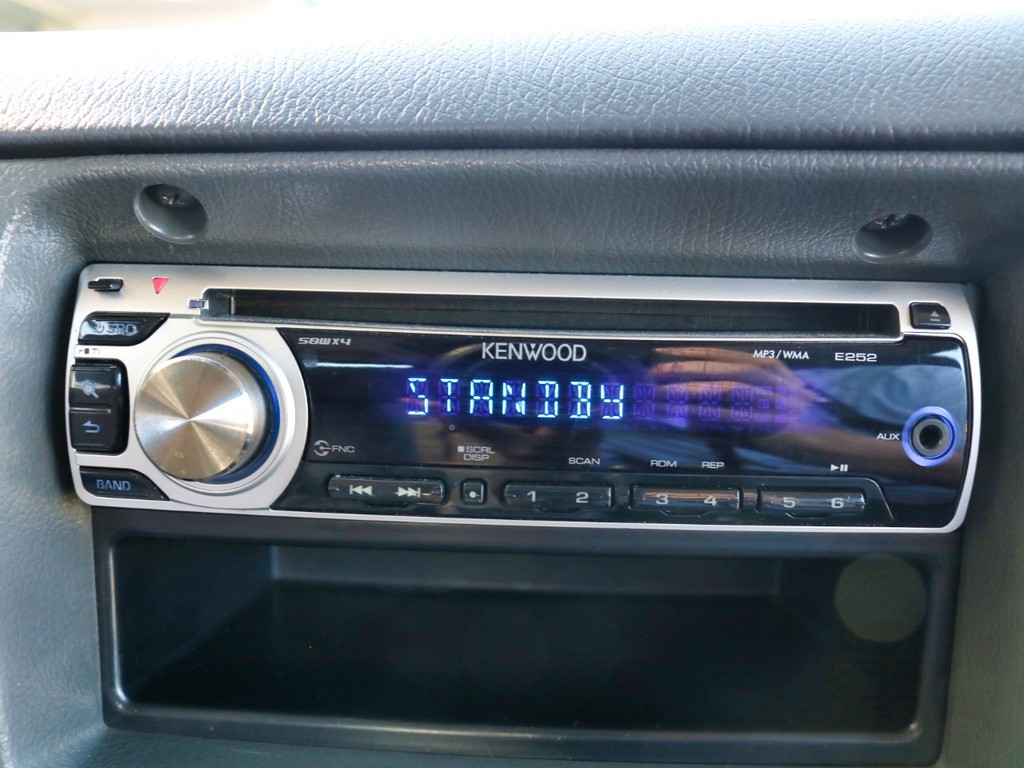 50WX4
KENWOOD
MP3/WMA
E252
STANDBY
AUX
FNC
SCRL
DISP
SCAN
RDM
REP
BAND
1 2 3 4 5 6